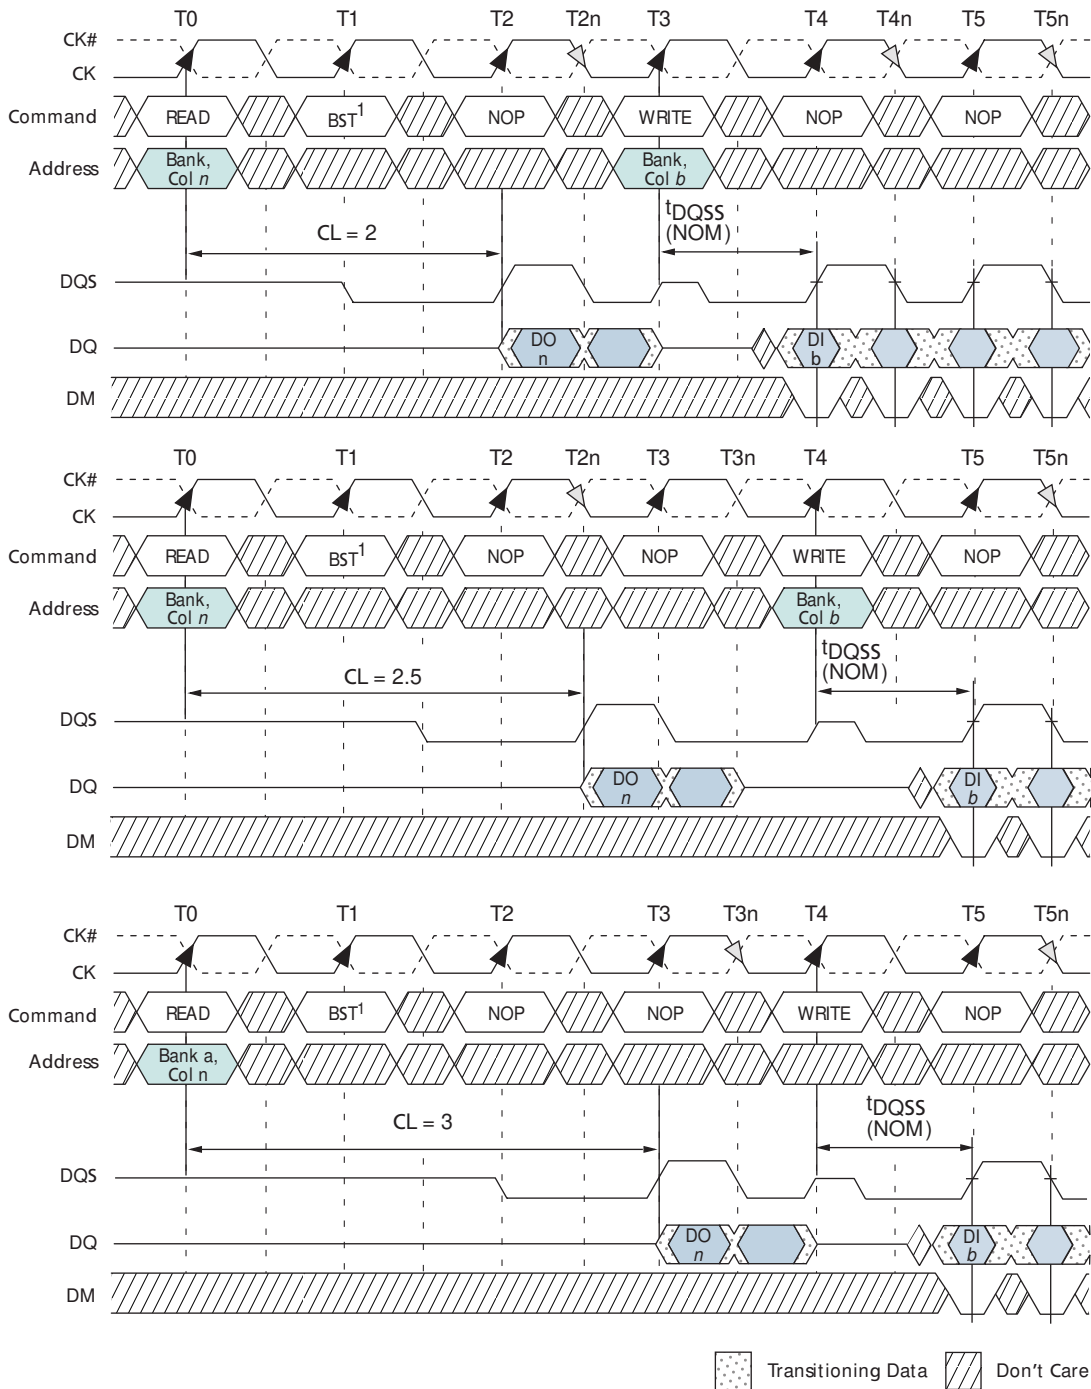 T0 T1 T2 T2n T3 T4 T4n T5 T5n
CK#
CK
Command READ BST1 NOP WRITE NOP NOP
Address Bank, Col n Bank, Col b
CL = 2
tDQSS
(NOM)
DQS
DQ DO n DI b
DM
T0 T1 T2 T2n T3 T3n T4 T5 T5n
CK#
CK
Command READ BST1 NOP NOP WRITE NOP
Address Bank, Col n Bank, Col b
CL = 2.5
tDQSS
(NOM)
DQS
DQ DO n DI b
DM
T0 T1 T2 T3 T3n T4 T5 T5n
CK#
CK
Command READ BST1 NOP NOP WRITE NOP
Address Bank a, Col n
CL = 3
tDQSS
(NOM)
DQS
DQ DO n DI b
DM
Transitioning Data Don't Care